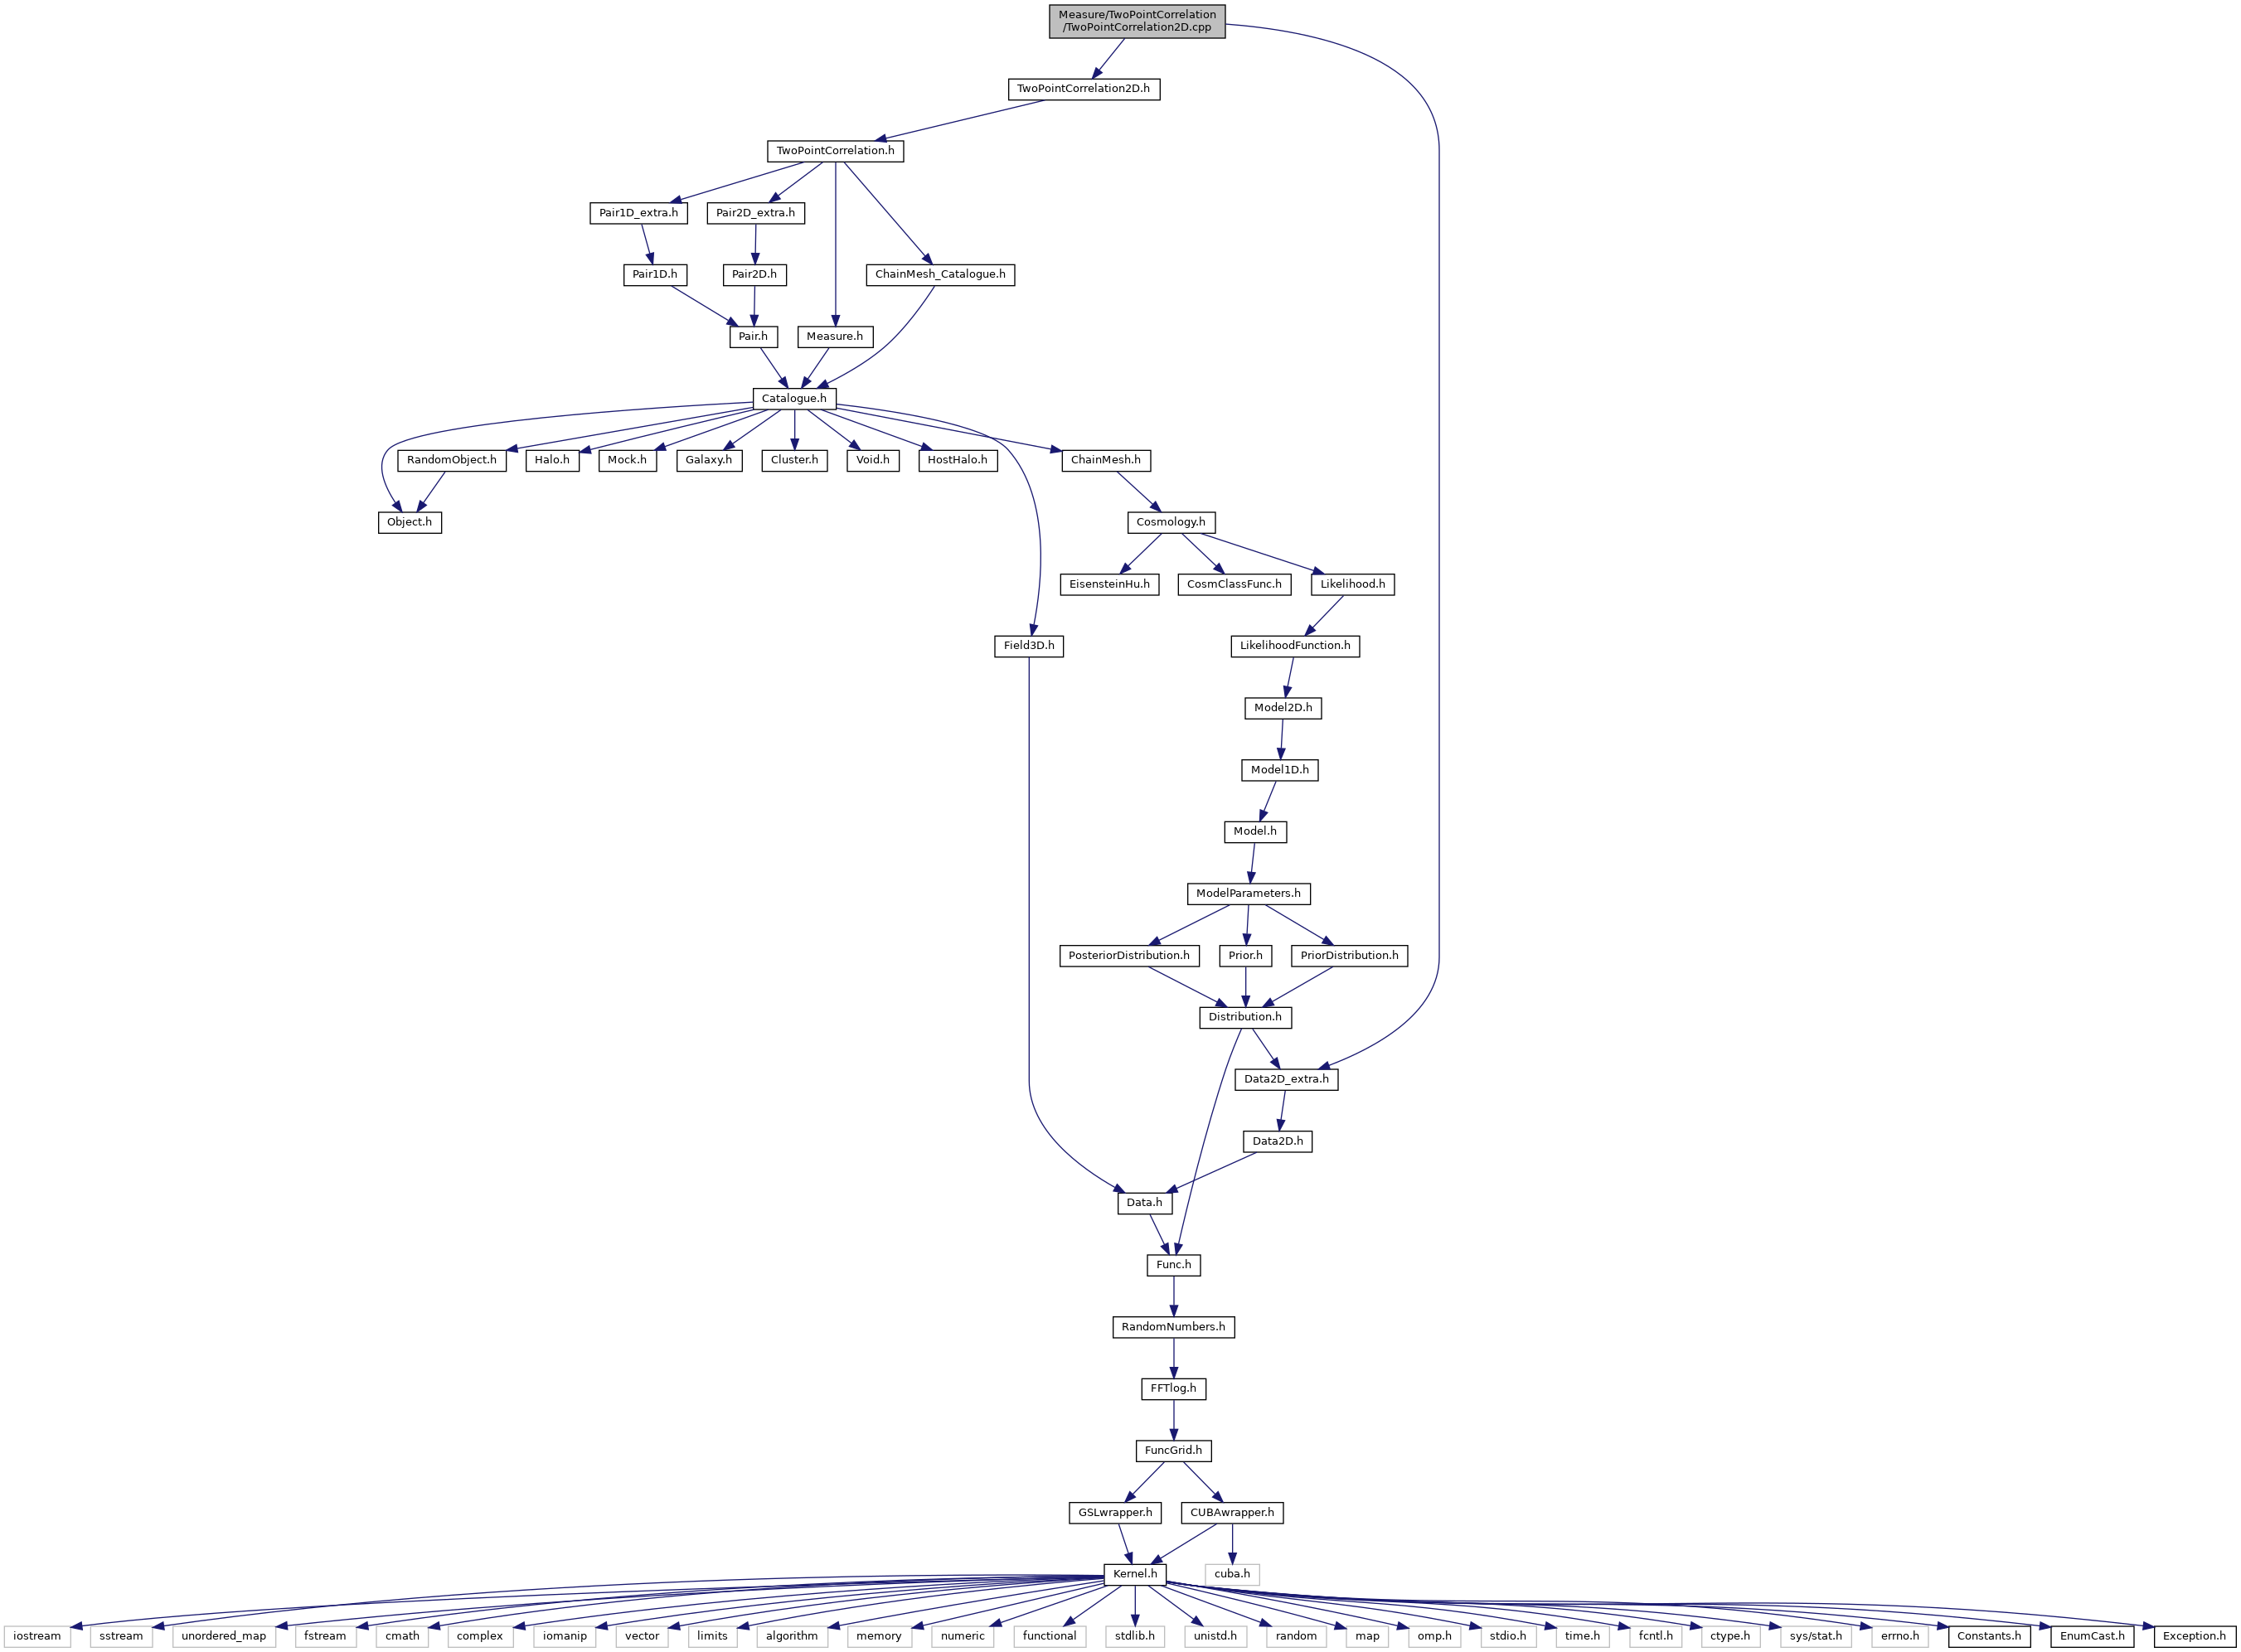 Measure/TwoPointCorrelation
/TwoPointCorrelation2D.cpp
TwoPointCorrelation2D.h
TwoPointCorrelation.h
Pair1D_extra.h
Pair2D_extra.h
Pair1D.h
Pair2D.h
ChainMesh_Catalogue.h
Pair.h
Measure.h
Catalogue.h
RandomObject.h
Halo.h
Mock.h
Galaxy.h
Cluster.h
Void.h
HostHalo.h
ChainMesh.h
Object.h
Cosmology.h
EisensteinHu.h
CosmClassFunc.h
Likelihood.h
Field3D.h
LikelihoodFunction.h
Model2D.h
Model1D.h
Model.h
ModelParameters.h
PosteriorDistribution.h
Prior.h
PriorDistribution.h
Distribution.h
Data2D_extra.h
Data2D.h
Data.h
Func.h
RandomNumbers.h
FFTlog.h
FuncGrid.h
GSLwrapper.h
CUBAwrapper.h
Kernel.h
cuba.h
iostream
sstream
unordered_map
fstream
cmath
complex
iomanip
vector
limits
algorithm
memory
numeric
functional
stdlib.h
unistd.h
random
map
omp.h
stdio.h
time.h
fcntl.h
ctype.h
sys/stat.h
errno.h
Constants.h
EnumCast.h
Exception.h